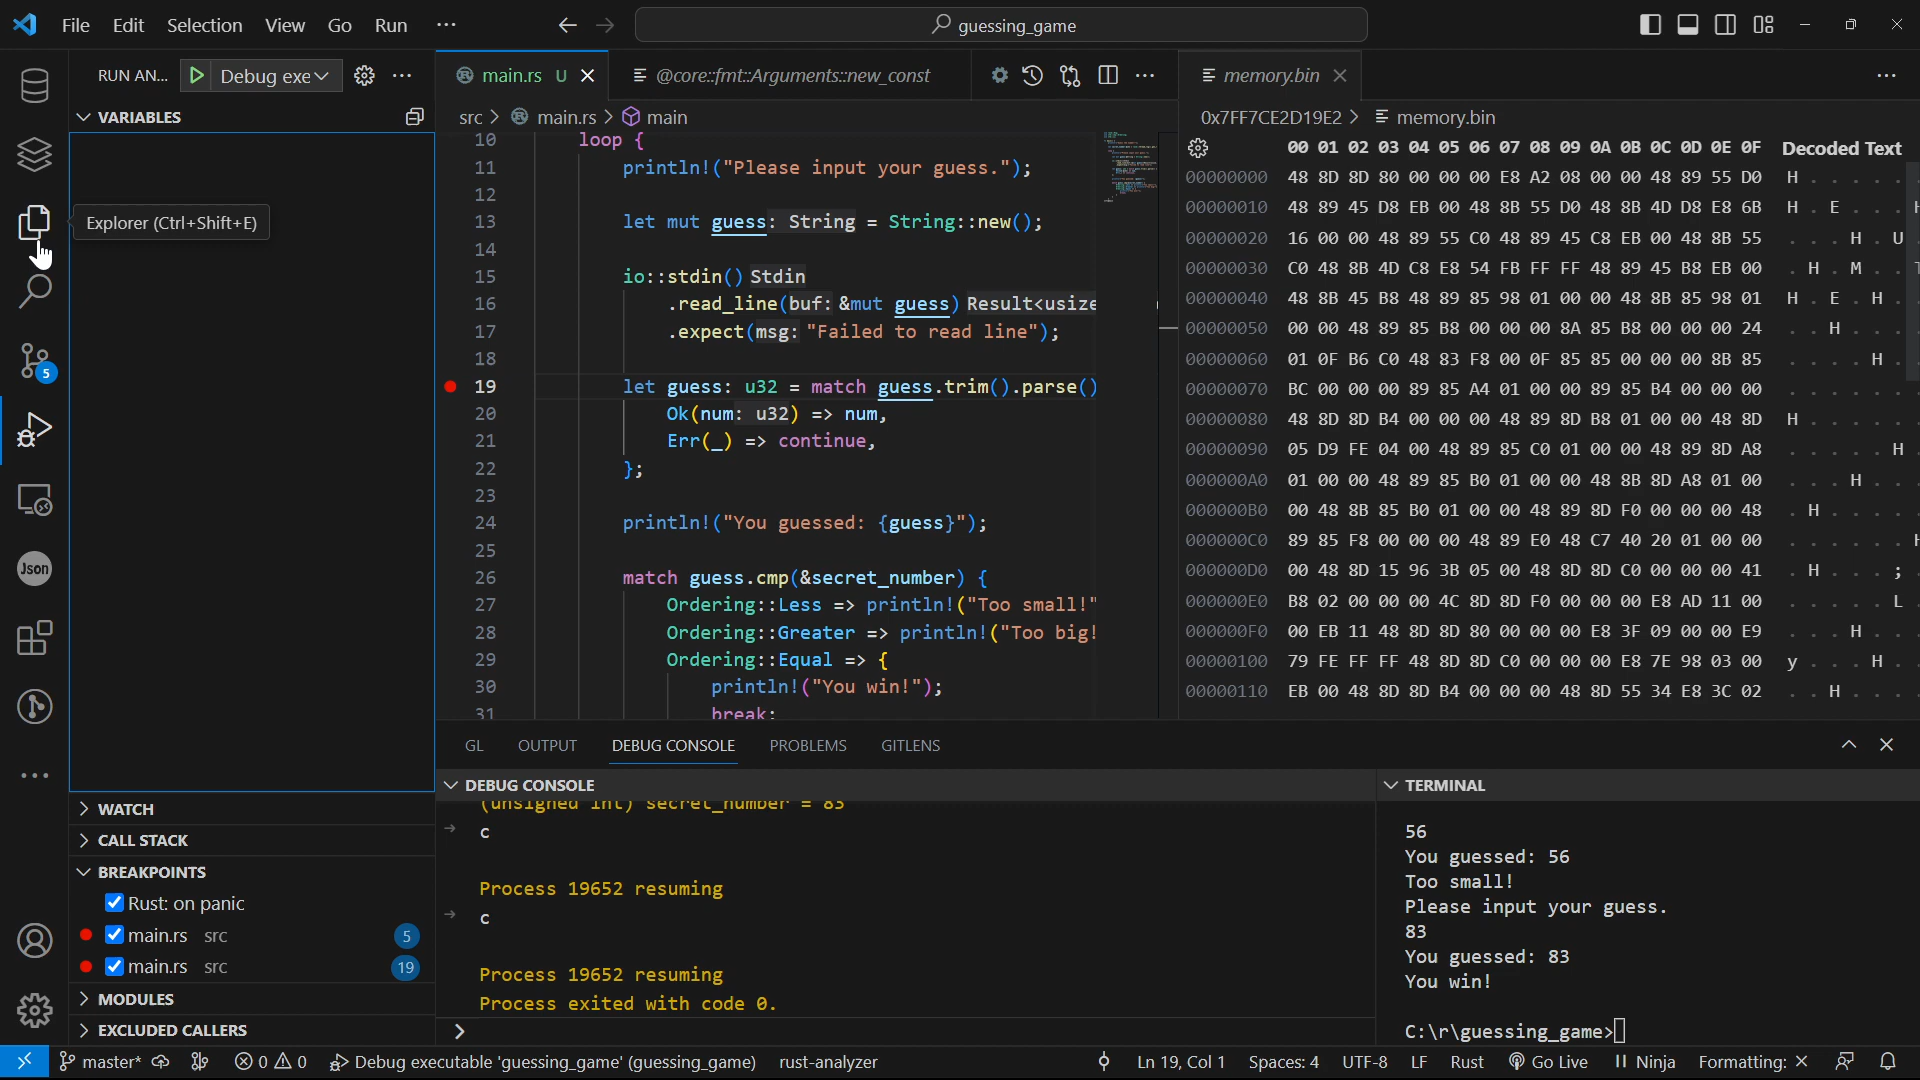 File Edit Selection View Go Run ···
guessing_game
RUN AN... Debug exe
main.rs U
@core::fmt::Arguments::new_const
memory.bin
VARIABLES
src > main.rs > main
0x7FF7CE2D19E2 > memory.bin
Explorer (Ctrl+Shift+E)
10 loop {
11 println!("Please input your guess.");
12
13 let mut guess: String = String::new();
14
15 io::stdin() Stdin
16 .read_line(buf: &mut guess) Result<usize
17 .expect(msg: "Failed to read line");
18
19 let guess: u32 = match guess.trim().parse()
20 Ok(num: u32) => num,
21 Err(_) => continue,
22 };
23
24 println!("You guessed: {guess}");
25
26 match guess.cmp(&secret_number) {
27 Ordering::Less => println!("Too small!"
28 Ordering::Greater => println!("Too big!
29 Ordering::Equal => {
30 println!("You win!");
31 break;
00 01 02 03 04 05 06 07 08 09 0A 0B 0C 0D 0E 0F Decoded Text
00000000 48 8D 8D 80 00 00 00 E8 A2 08 00 00 48 89 55 D0 H . . . . .
00000010 48 89 45 D8 EB 00 48 8B 55 D0 48 8B 4D D8 E8 6B H . E . . . H
00000020 16 00 00 48 89 55 C0 48 89 45 C8 EB 00 48 8B 55 . . . H . U
00000030 C0 48 8B 4D C8 E8 54 FB FF FF 48 89 45 B8 EB 00 . H . M . . T
00000040 48 8B 45 B8 48 89 85 98 01 00 00 48 8B 85 98 01 H . E . H .
00000050 00 00 48 89 85 B8 00 00 00 8A 85 B8 00 00 00 24 . . H . . .
00000060 01 0F B6 C0 48 83 F8 00 0F 85 85 00 00 00 8B 85 . . . . H .
00000070 BC 00 00 00 89 85 A4 01 00 00 89 85 B4 00 00 00 . . . . . .
00000080 48 8D 8D B4 00 00 00 48 89 8D B8 01 00 00 48 8D H . . . . .
00000090 05 D9 FE 04 00 48 89 85 C0 01 00 00 48 89 8D A8 . . . . . H
000000A0 01 00 00 48 89 85 B0 01 00 00 48 8B 8D A8 01 00 . . . H . .
000000B0 00 48 8B 85 B0 01 00 00 48 89 8D F0 00 00 00 48 . H . . . .
000000C0 89 85 F8 00 00 00 48 89 E0 48 C7 40 20 01 00 00 . . . . . . H
000000D0 00 48 8D 15 96 3B 05 00 48 8D 8D C0 00 00 00 41 . H . . . ;
000000E0 B8 02 00 00 00 4C 8D 8D F0 00 00 00 E8 AD 11 00 . . . . . L
000000F0 00 EB 11 48 8D 8D 80 00 00 00 E8 3F 09 00 00 E9 . . . H . .
00000100 79 FE FF FF 48 8D 8D C0 00 00 00 E8 7E 98 03 00 y . . . H .
00000110 EB 00 48 8D 8D B4 00 00 00 48 8D 55 34 E8 3C 02 . . H . . .
Json
5
WATCH
CALL STACK
BREAKPOINTS
Rust: on panic
main.rs src 5
main.rs src 19
MODULES
EXCLUDED CALLERS
GL OUTPUT DEBUG CONSOLE PROBLEMS GITLENS
DEBUG CONSOLE
(unsigned int) secret_number = 83
c
Process 19652 resuming
c
Process 19652 resuming
Process exited with code 0.
TERMINAL
56
You guessed: 56
Too small!
Please input your guess.
83
You guessed: 83
You win!
C:\r\guessing_game>
master* 0 0 Debug executable 'guessing_game' (guessing_game) rust-analyzer Ln 19, Col 1 Spaces: 4 UTF-8 LF Rust Go Live Ninja Formatting: ×